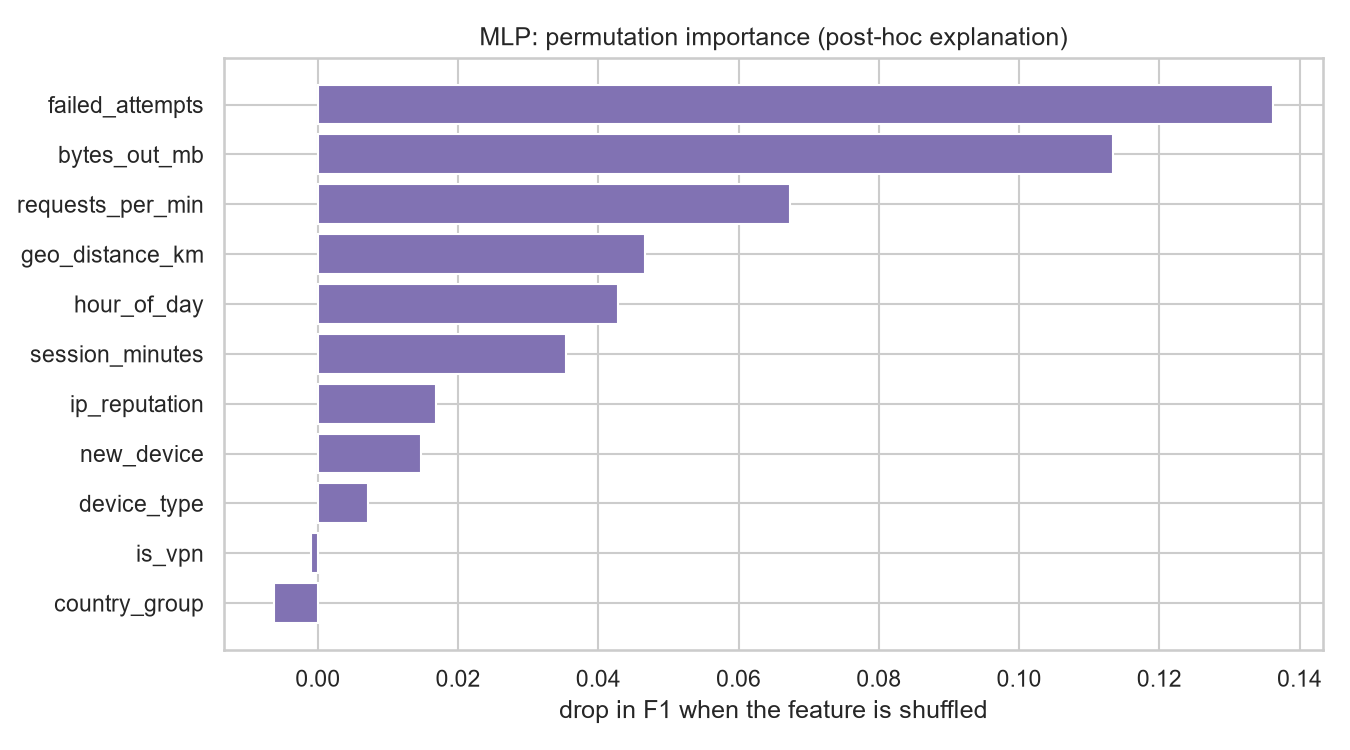 MLP: permutation importance (post-hoc explanation)
failed_attempts
bytes_out_mb
requests_per_min
geo_distance_km
hour_of_day
session_minutes
ip_reputation
new_device
device_type
is_vpn
country_group
0.00 0.02 0.04 0.06 0.08 0.10 0.12 0.14
drop in F1 when the feature is shuffled